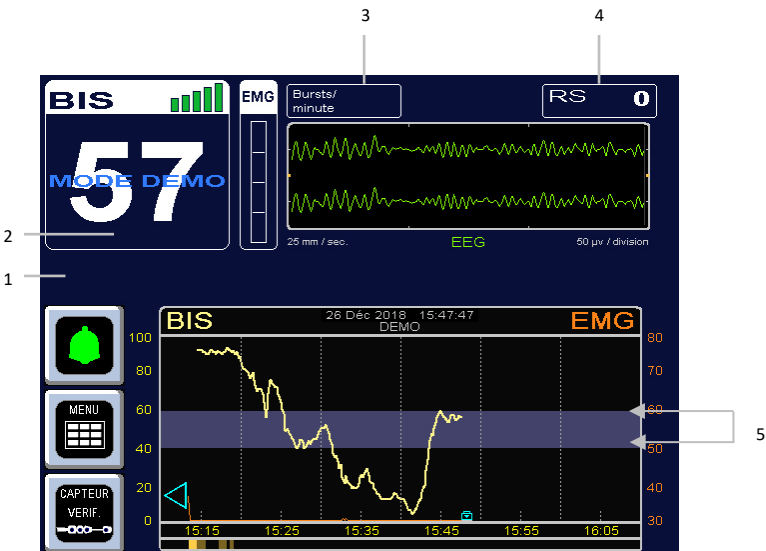 3
4
BIS
EMG
Bursts/
minute
RS 0
57
MODE DEMO
2
25 mm / sec.
EEG
50 µv / division
1
BIS
26 Déc 2018 15:47:47
DEMO
EMG
100
80
80
70
60
60
MENU
5
40
50
CAPTEUR
VERIF.
20
40
0
30
15:15
15:25
15:35
15:45
15:55
16:05